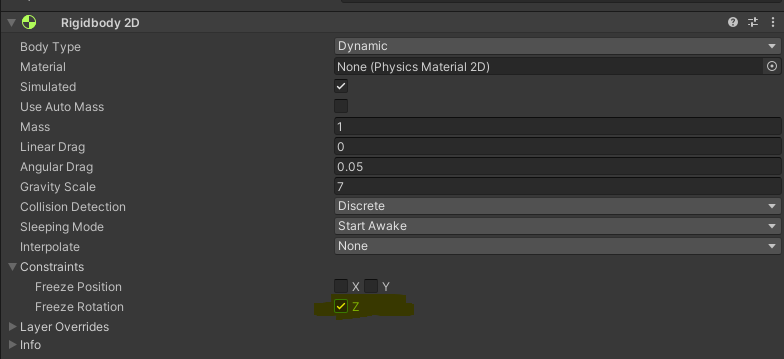 Rigidbody 2D
Body Type Dynamic
Material None (Physics Material 2D)
Simulated
Use Auto Mass
Mass 1
Linear Drag 0
Angular Drag 0.05
Gravity Scale 7
Collision Detection Discrete
Sleeping Mode Start Awake
Interpolate None
Constraints
Freeze Position X Y
Freeze Rotation Z
Layer Overrides
Info